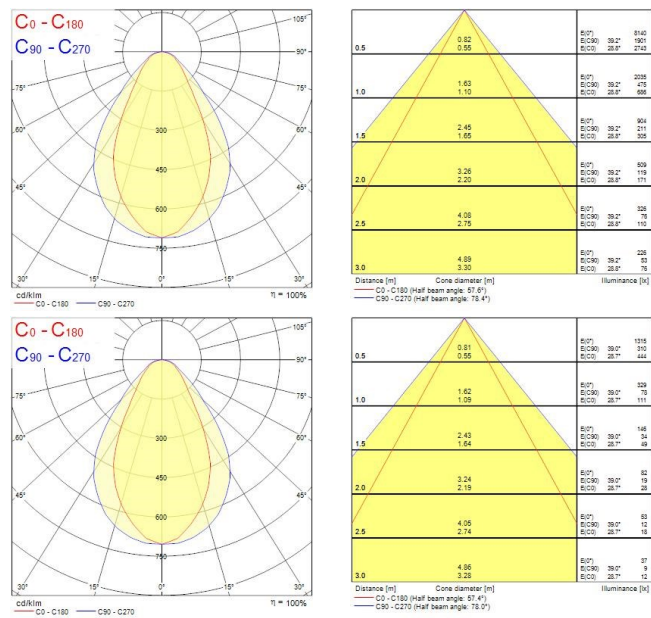 C0 - C180
C90 - C270
105°
90°
75°
60°
45°
30°
15°
0°
15°
30°
105°
90°
75°
60°
45°
300
450
600
750
cd/klm
η = 100%
C0 - C180
C90 - C270
0.5
0.82
0.55
E(0°) 8140
E(C90) 39.2° 1901
E(C0) 28.8° 2743
1.0
1.63
1.10
E(0°) 2035
E(C90) 39.2° 475
E(C0) 28.8° 686
1.5
2.45
1.65
E(0°) 904
E(C90) 39.2° 211
E(C0) 28.8° 305
2.0
3.26
2.20
E(0°) 509
E(C90) 39.2° 119
E(C0) 28.8° 171
2.5
4.08
2.75
E(0°) 326
E(C90) 39.2° 76
E(C0) 28.8° 110
3.0
4.89
3.30
E(0°) 226
E(C90) 39.2° 53
E(C0) 28.8° 76
Distance [m] Cone diameter [m] Illuminance [lx]
C0 - C180 (Half beam angle: 57.6°)
C90 - C270 (Half beam angle: 78.4°)
C0 - C180
C90 - C270
105°
90°
75°
60°
45°
30°
15°
0°
15°
30°
105°
90°
75°
60°
45°
300
450
600
750
cd/klm
η = 100%
C0 - C180
C90 - C270
0.5
0.81
0.55
E(0°) 1315
E(C90) 39.0° 310
E(C0) 28.7° 444
1.0
1.62
1.09
E(0°) 329
E(C90) 39.0° 78
E(C0) 28.7° 111
1.5
2.43
1.64
E(0°) 146
E(C90) 39.0° 34
E(C0) 28.7° 49
2.0
3.24
2.19
E(0°) 82
E(C90) 39.0° 19
E(C0) 28.7° 28
2.5
4.05
2.74
E(0°) 53
E(C90) 39.0° 12
E(C0) 28.7° 18
3.0
4.86
3.28
E(0°) 37
E(C90) 39.0° 9
E(C0) 28.7° 12
Distance [m] Cone diameter [m] Illuminance [lx]
C0 - C180 (Half beam angle: 57.4°)
C90 - C270 (Half beam angle: 78.0°)